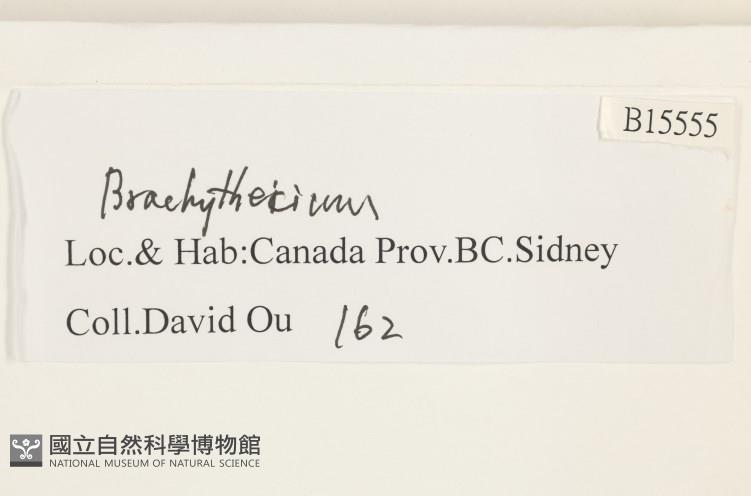 B15555
Brachythecium
Loc.& Hab:Canada Prov.BC.Sidney
Coll.David Ou 162
國立自然科學博物館
NATIONAL MUSEUM OF NATURAL SCIENCE